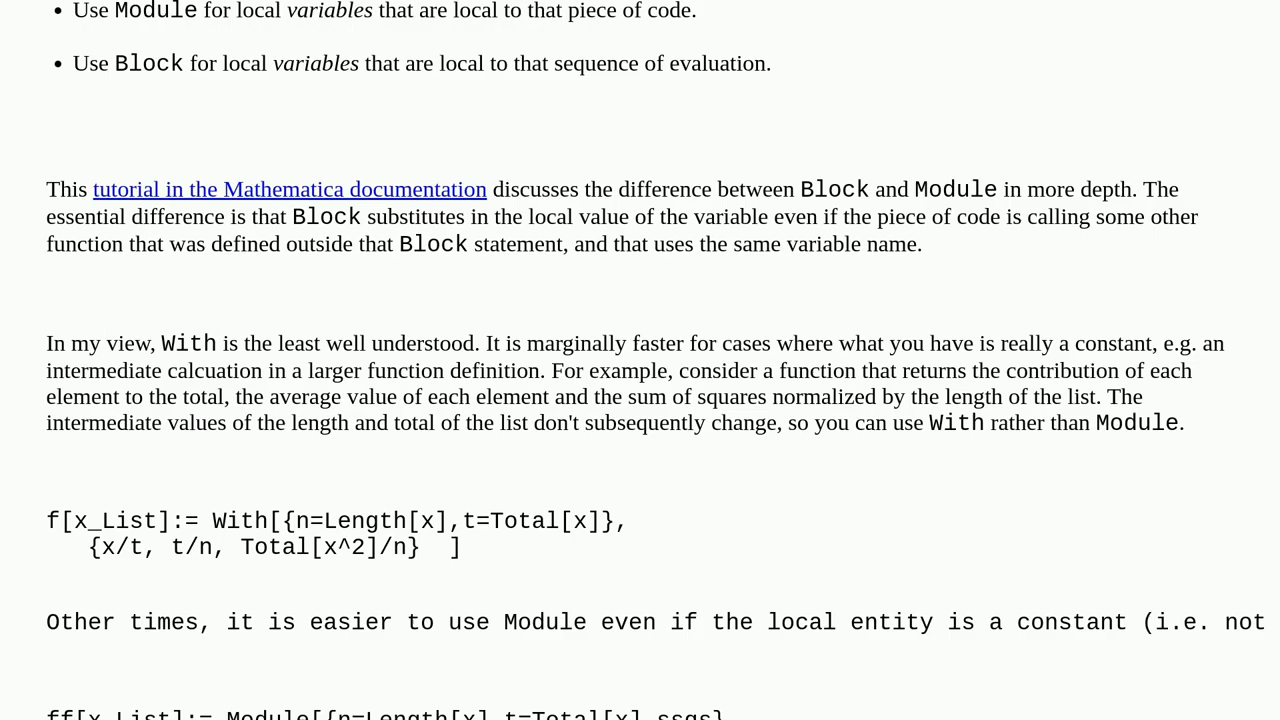 • Use Module for local variables that are local to that piece of code.
• Use Block for local variables that are local to that sequence of evaluation.
This tutorial in the Mathematica documentation discusses the difference between Block and Module in more depth. The
essential difference is that Block substitutes in the local value of the variable even if the piece of code is calling some other
function that was defined outside that Block statement, and that uses the same variable name.
In my view, With is the least well understood. It is marginally faster for cases where what you have is really a constant, e.g. an
intermediate calcuation in a larger function definition. For example, consider a function that returns the contribution of each
element to the total, the average value of each element and the sum of squares normalized by the length of the list. The
intermediate values of the length and total of the list don't subsequently change, so you can use With rather than Module.
f[x_List]:= With[{n=Length[x],t=Total[x]},
   {x/t, t/n, Total[x^2]/n}  ]
Other times, it is easier to use Module even if the local entity is a constant (i.e. not
ff[x_List]:= Module[{n=Length[x],t=Total[x],ssqs},